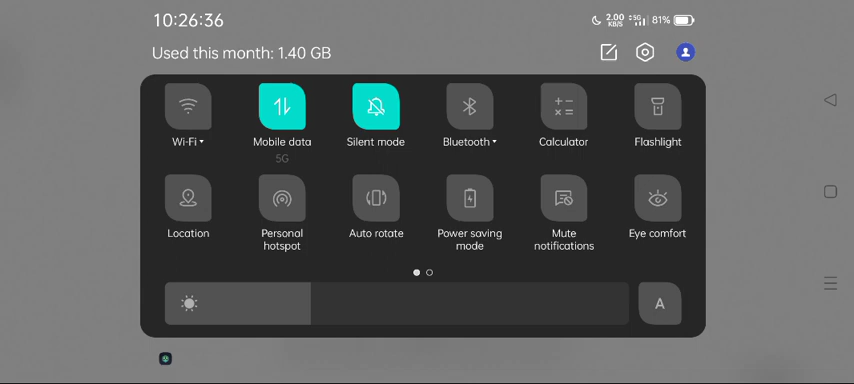 10:26:36
2.00 KB/S 5G 81%
Used this month: 1.40 GB
Wi-Fi Mobile data Silent mode Bluetooth Calculator Flashlight
5G
Location Personal hotspot Auto rotate Power saving mode Mute notifications Eye comfort
A